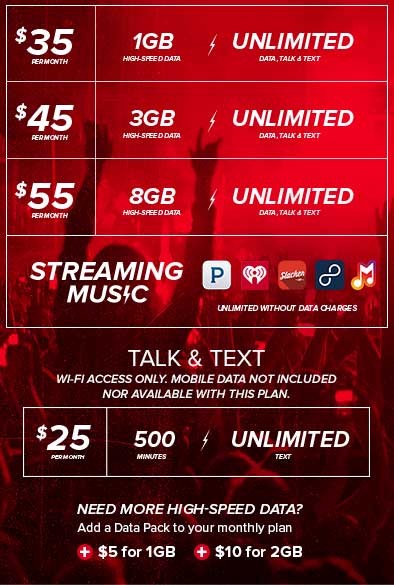 $35 1GB UNLIMITED
PER MONTH HIGH-SPEED DATA DATA, TALK & TEXT
$45 3GB UNLIMITED
PER MONTH HIGH-SPEED DATA DATA, TALK & TEXT
$55 8GB UNLIMITED
PER MONTH HIGH-SPEED DATA DATA, TALK & TEXT
STREAMING
MUSIC
P iHeart Slacker
UNLIMITED WITHOUT DATA CHARGES
TALK & TEXT
WI-FI ACCESS ONLY. MOBILE DATA NOT INCLUDED
NOR AVAILABLE WITH THIS PLAN.
$25 500 UNLIMITED
PER MONTH MINUTES TEXT
NEED MORE HIGH-SPEED DATA?
Add a Data Pack to your monthly plan
+ $5 for 1GB + $10 for 2GB